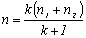 n = k(n₁ + n₂) / k + 1